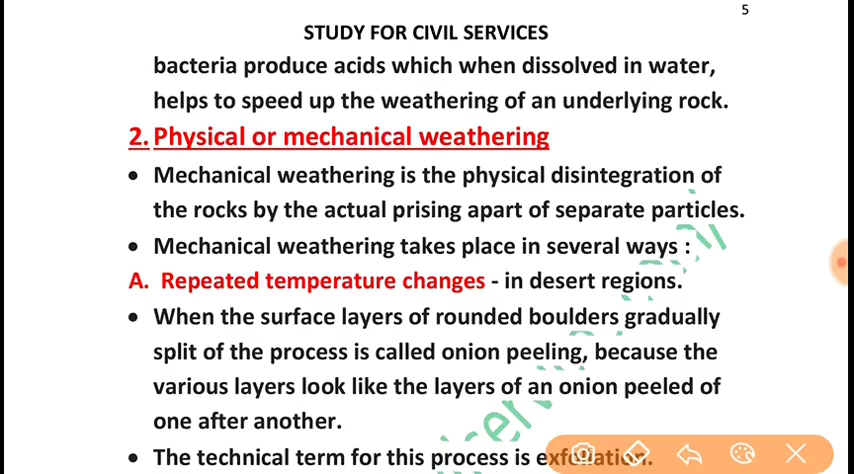 5
STUDY FOR CIVIL SERVICES
bacteria produce acids which when dissolved in water,
helps to speed up the weathering of an underlying rock.
2. Physical or mechanical weathering
• Mechanical weathering is the physical disintegration of
the rocks by the actual prising apart of separate particles.
• Mechanical weathering takes place in several ways :
A. Repeated temperature changes - in desert regions.
• When the surface layers of rounded boulders gradually
split of the process is called onion peeling, because the
various layers look like the layers of an onion peeled of
one after another.
• The technical term for this process is exfoliation.